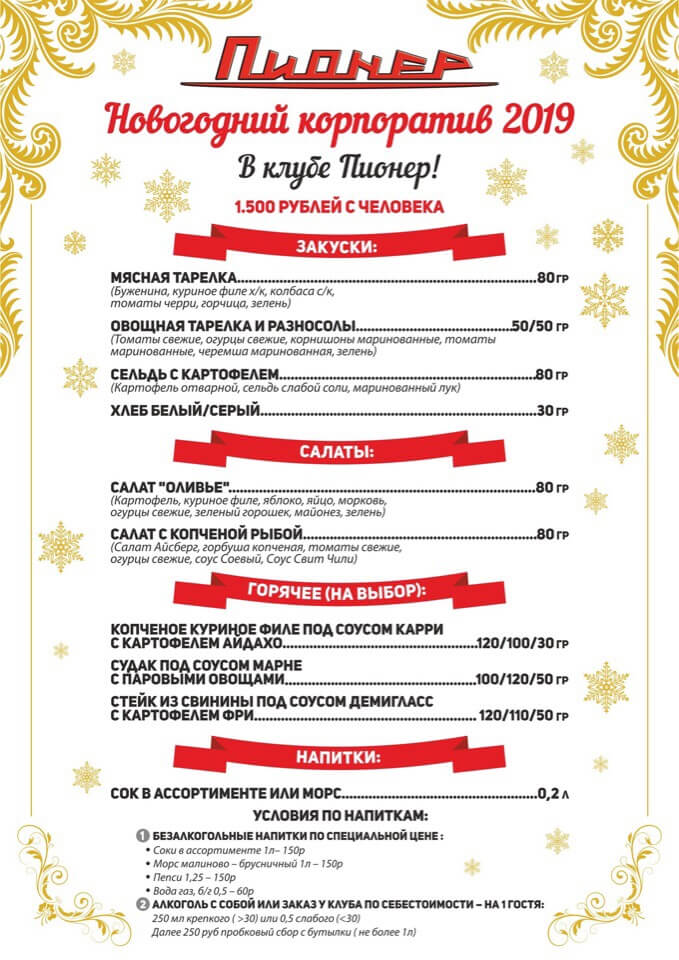 Пионер
Новогодний корпоратив 2019
В клубе Пионер!
1.500 РУБЛЕЙ С ЧЕЛОВЕКА
ЗАКУСКИ:
МЯСНАЯ ТАРЕЛКА...80 ГР
(Буженина, куриное филе х/к, колбаса с/к,
томаты черри, горчица, зелень)
ОВОЩНАЯ ТАРЕЛКА И РАЗНОСОЛЫ...50/50 ГР
(Томаты свежие, огурцы свежие, корнишоны маринованные, томаты
маринованные, черемша маринованная, зелень)
СЕЛЬДЬ С КАРТОФЕЛЕМ...80 ГР
(Картофель отварной, сельдь слабой соли, маринованный лук)
ХЛЕБ БЕЛЫЙ/СЕРЫЙ...30 ГР
САЛАТЫ:
САЛАТ "ОЛИВЬЕ"...80 ГР
(Картофель, куриное филе, яблоко, яйцо, морковь,
огурцы свежие, зеленый горошек, майонез, зелень)
САЛАТ С КОПЧЕНОЙ РЫБОЙ...80 ГР
(Салат Айсберг, горбуша копченая, томаты свежие,
огурцы свежие, соус Соевый, Соус Свит Чили)
ГОРЯЧЕЕ (НА ВЫБОР):
КОПЧЕНОЕ КУРИНОЕ ФИЛЕ ПОД СОУСОМ КАРРИ
С КАРТОФЕЛЕМ АЙДАХО...120/100/30 ГР
СУДАК ПОД СОУСОМ МАРНЕ
С ПАРОВЫМИ ОВОЩАМИ...100/120/50 ГР
СТЕЙК ИЗ СВИНИНЫ ПОД СОУСОМ ДЕМИГЛАСС
С КАРТОФЕЛЕМ ФРИ... 120/110/50 ГР
НАПИТКИ:
СОК В АССОРТИМЕНТЕ ИЛИ МОРС...0,2 Л
УСЛОВИЯ ПО НАПИТКАМ:
1 БЕЗАЛКОГОЛЬНЫЕ НАПИТКИ ПО СПЕЦИАЛЬНОЙ ЦЕНЕ :
• Соки в ассортименте 1л– 150р
• Морс малиново – брусничный 1л – 150р
• Пепси 1,25 – 150р
• Вода газ, б/г 0,5 – 60р
2 АЛКОГОЛЬ С СОБОЙ ИЛИ ЗАКАЗ У КЛУБА ПО СЕБЕСТОИМОСТИ – НА 1 ГОСТЯ:
250 мл крепкого ( >30) или 0,5 слабого (<30)
Далее 250 руб пробковый сбор с бутылки ( не более 1л)